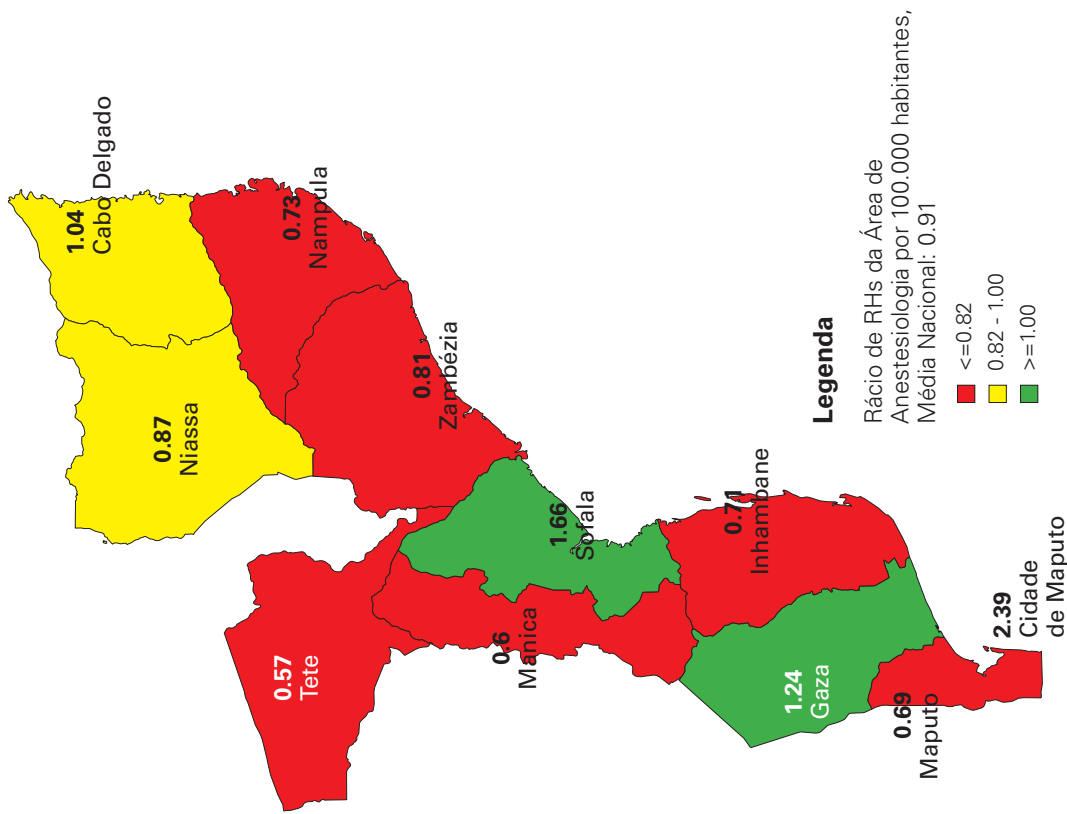 1.04
Cabo Delgado
0.87
Niassa
0.73
Nampula
0.81
Zambézia
0.57
Tete
1.66
Sofala
0.6
Manica
0.71
Inhambane
1.24
Gaza
0.69
Maputo
2.39
Cidade
de Maputo
Legenda
Rácio de RHs da Área de
Anestesiologia por 100.000 habitantes,
Média Nacional: 0.91
<=0.82
0.82 - 1.00
>=1.00